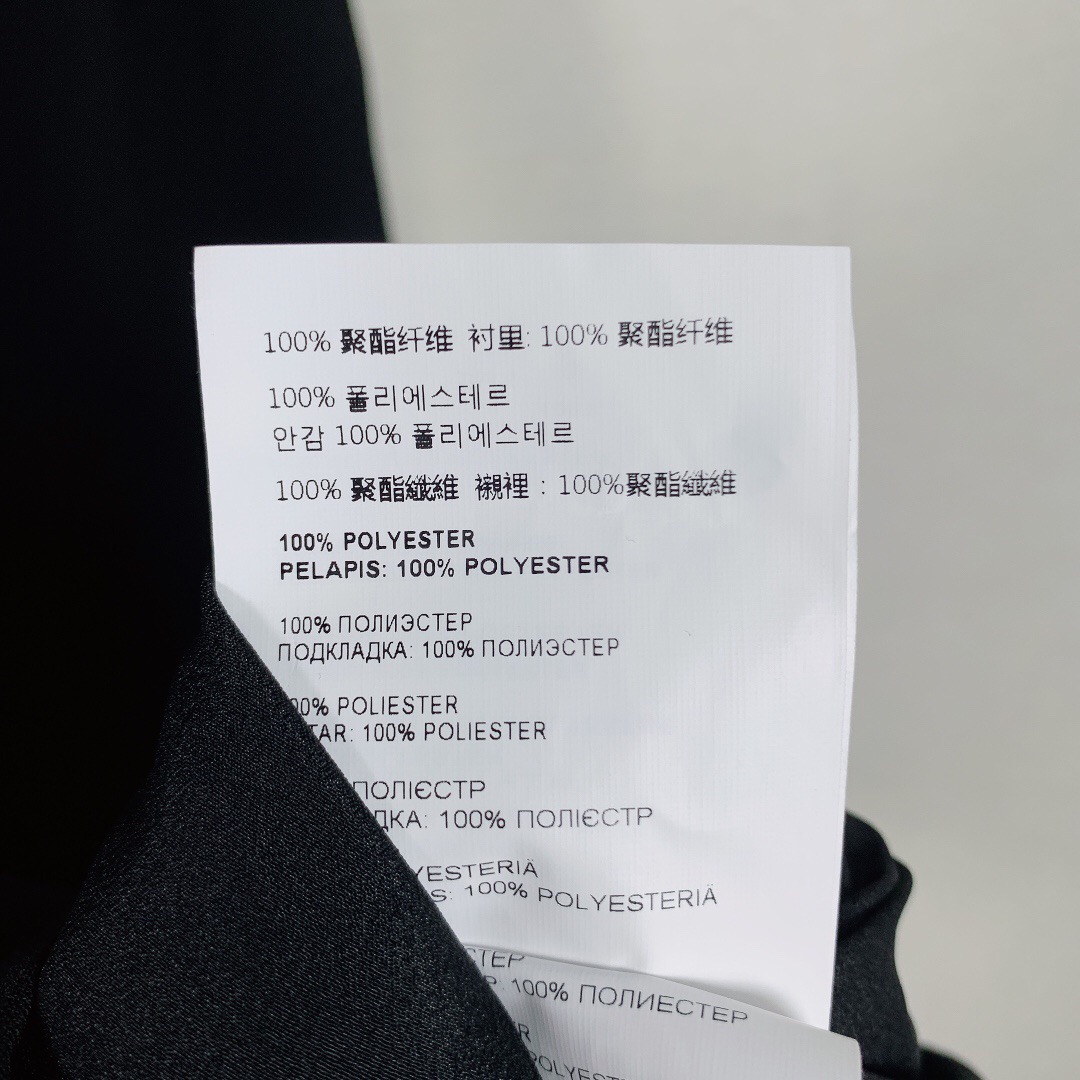 100% 聚酯纤维 衬里: 100% 聚酯纤维
100% 폴리에스테르
안감 100% 폴리에스테르
100% 聚酯纖維 襯裡 : 100%聚酯纖維
100% POLYESTER
PELAPIS: 100% POLYESTER
100% ПОЛИЭСТЕР
ПОДКЛАДКА: 100% ПОЛИЭСТЕР
00% POLIESTER
TAR: 100% POLIESTER
ПОЛІЄСТР
ДКА: 100% ПОЛІЄСТР
YESTERIÄ
S: 100% POLYESTERIÄ
СТЕР
Р: 100% ПОЛИЕСТЕР